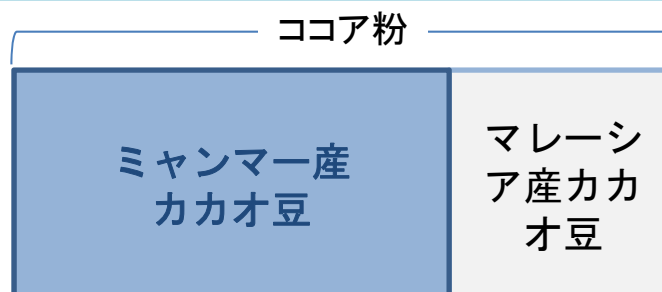 ココア粉
ミャンマー産
カカオ豆
マレーシ
ア産カカ
オ豆